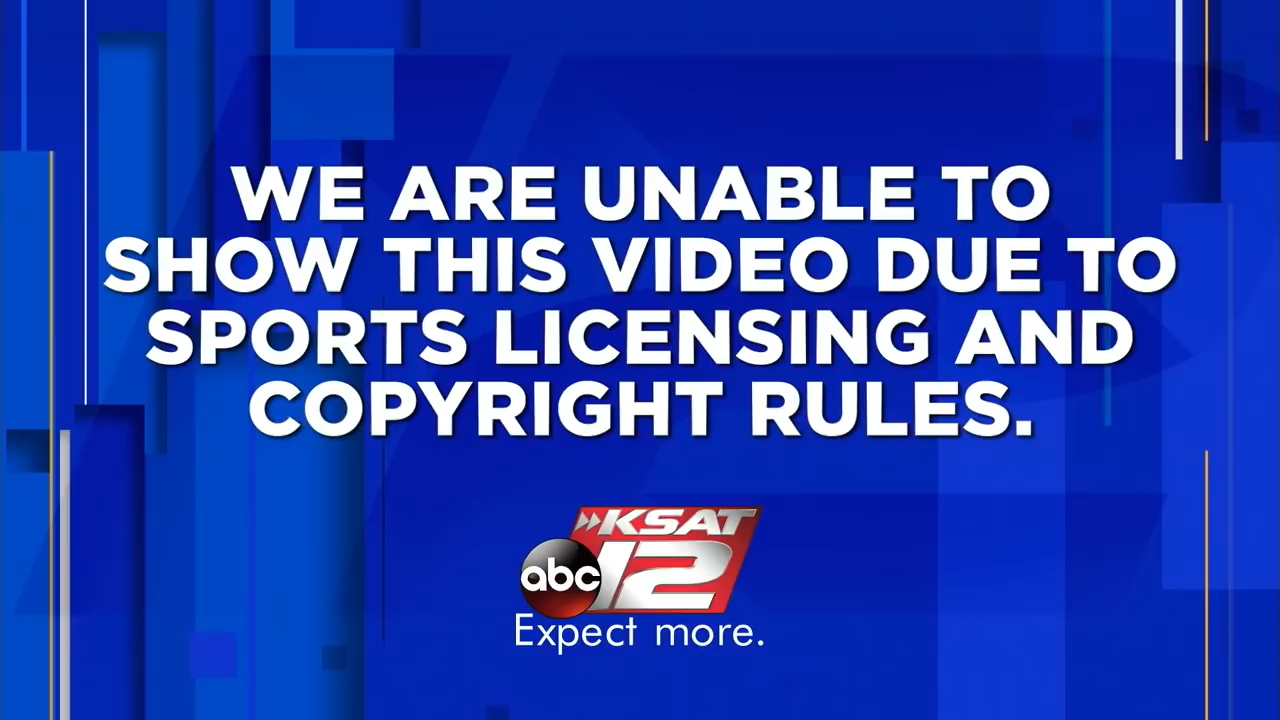 WE ARE UNABLE TO
SHOW THIS VIDEO DUE TO
SPORTS LICENSING AND
COPYRIGHT RULES.
KSAT
abc 12
Expect more.